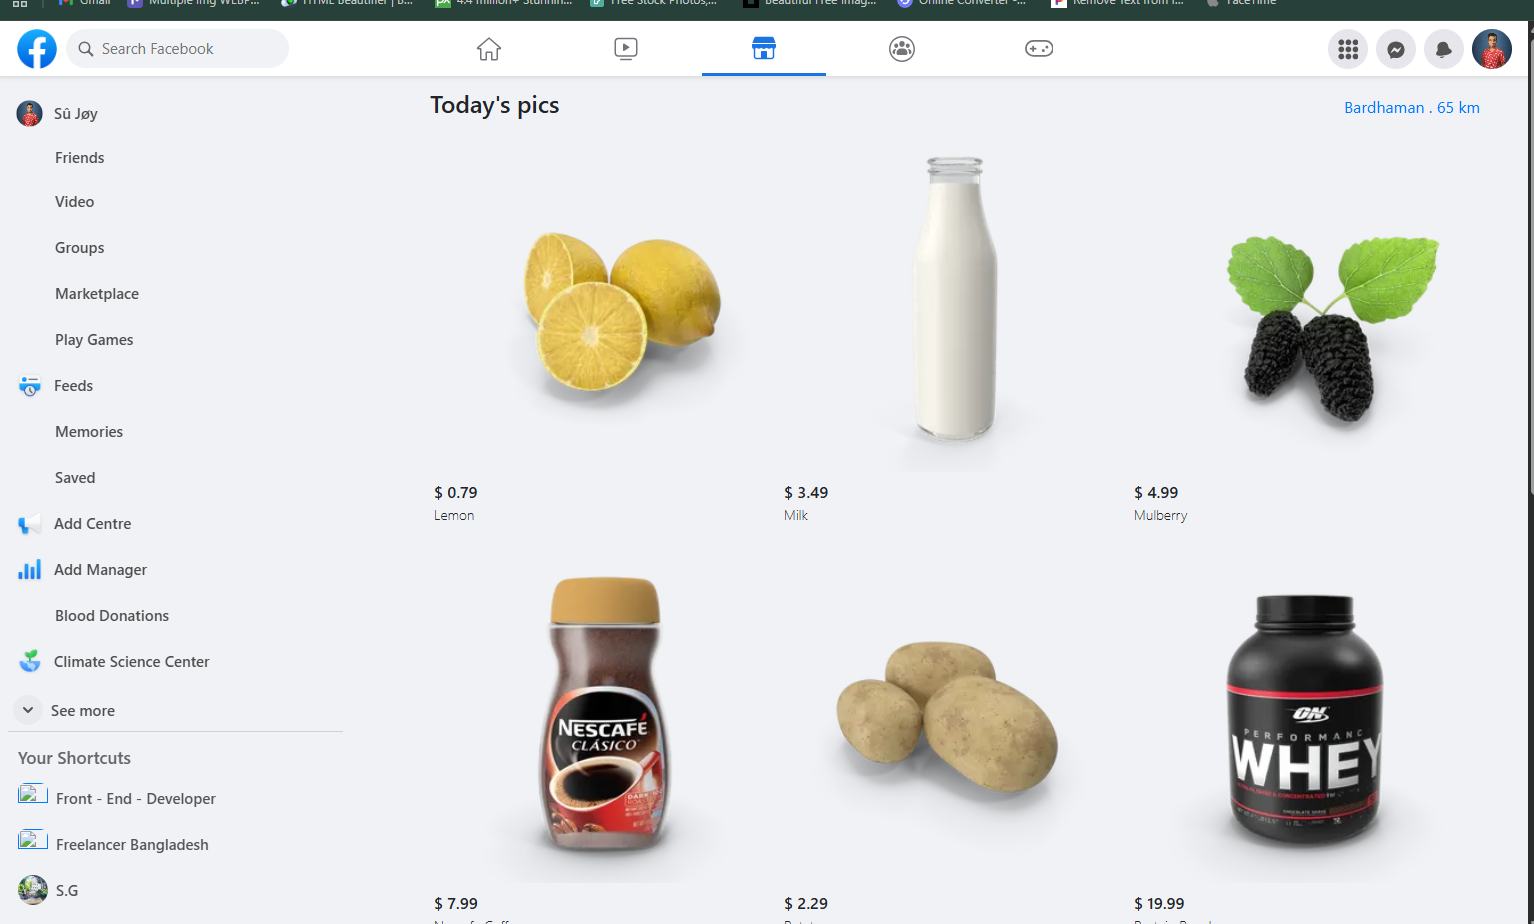 Gmail
Multiple img WEBP...
HTML Beautifier | B...
4.4 million+ Stunnin...
Free Stock Photos,...
Beautiful Free Imag...
Online Converter -...
Remove Text from I...
FaceTime
Search Facebook
Sû Jøy
Friends
Video
Groups
Marketplace
Play Games
Feeds
Memories
Saved
Add Centre
Add Manager
Blood Donations
Climate Science Center
See more
Your Shortcuts
Front - End - Developer
Freelancer Bangladesh
S.G
Today's pics
Bardhaman . 65 km
$ 0.79
Lemon
$ 3.49
Milk
$ 4.99
Mulberry
NESCAFÉ
CLÁSICO
DARK
ON
PERFORMANC
WHEY
$ 7.99
$ 2.29
$ 19.99